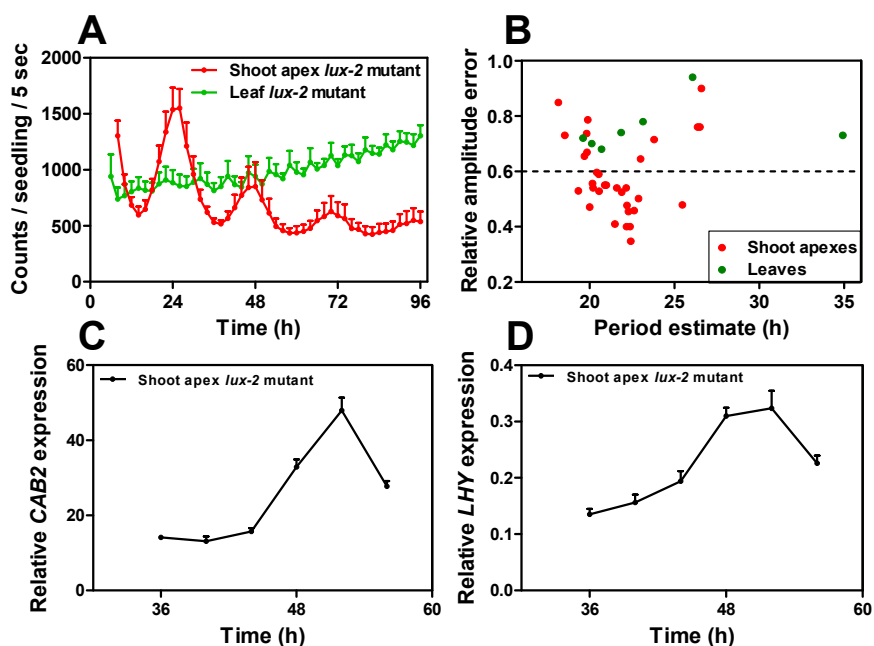 A
Counts / seedling / 5 sec
2000
1500
1000
500
0
Shoot apex lux-2 mutant
Leaf lux-2 mutant
0 24 48 72 96
Time (h)
B
Relative amplitude error
1.0
0.8
0.6
0.4
0.2
Shoot apexes
Leaves
20 25 30 35
Period estimate (h)
C
Relative CAB2 expression
60
40
20
0
Shoot apex lux-2 mutant
36 48 60
Time (h)
D
Relative LHY expression
0.4
0.3
0.2
0.1
0.0
Shoot apex lux-2 mutant
36 48 60
Time (h)